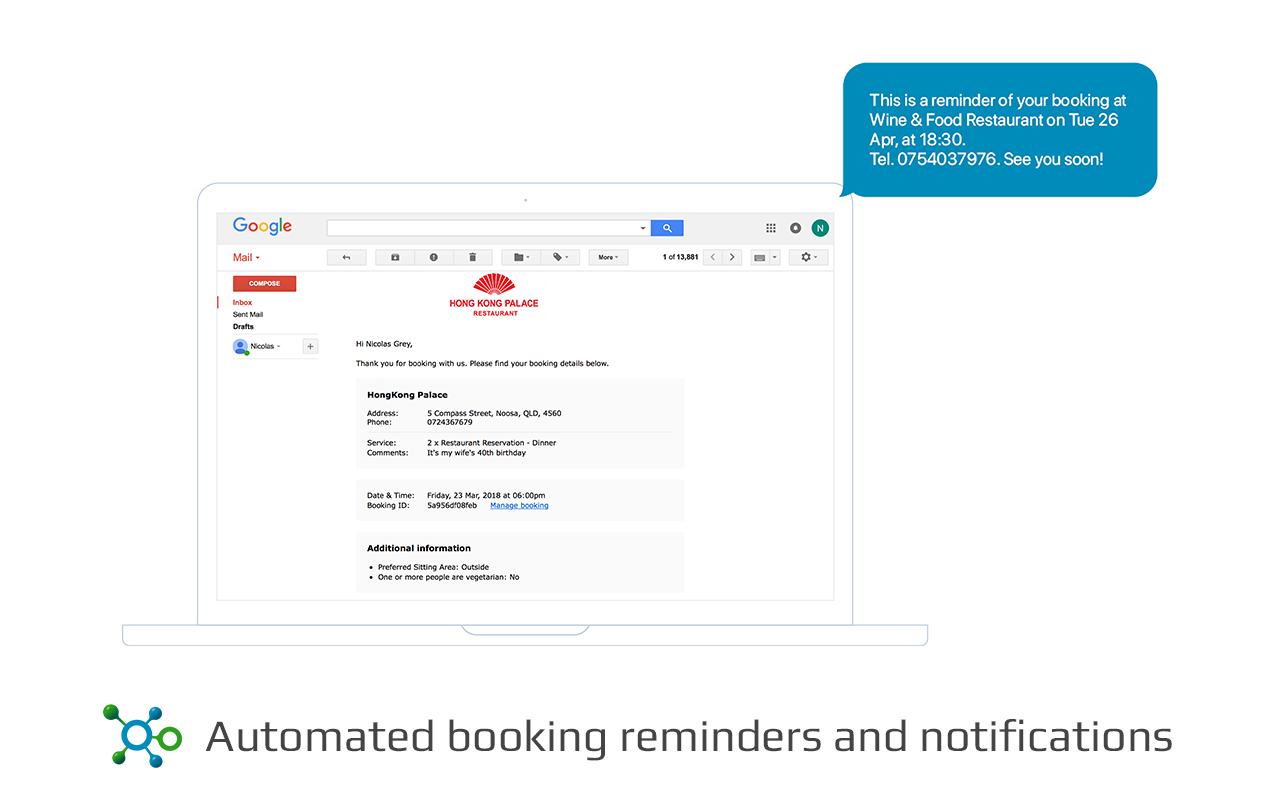 This is a reminder of your booking at
Wine & Food Restaurant on Tue 26
Apr, at 18:30.
Tel. 0754037976. See you soon!
Google
N
Mail
More
1 of 13,881
COMPOSE
Inbox
Sent Mail
Drafts
Nicolas
HONG KONG PALACE
RESTAURANT
Hi Nicolas Grey,
Thank you for booking with us. Please find your booking details below.
HongKong Palace
Address: 5 Compass Street, Noosa, QLD, 4560
Phone: 0724367679
Service: 2 x Restaurant Reservation - Dinner
Comments: It's my wife's 40th birthday
Date & Time: Friday, 23 Mar, 2018 at 06:00pm
Booking ID: 5a956df08feb Manage booking
Additional information
• Preferred Sitting Area: Outside
• One or more people are vegetarian: No
Automated booking reminders and notifications